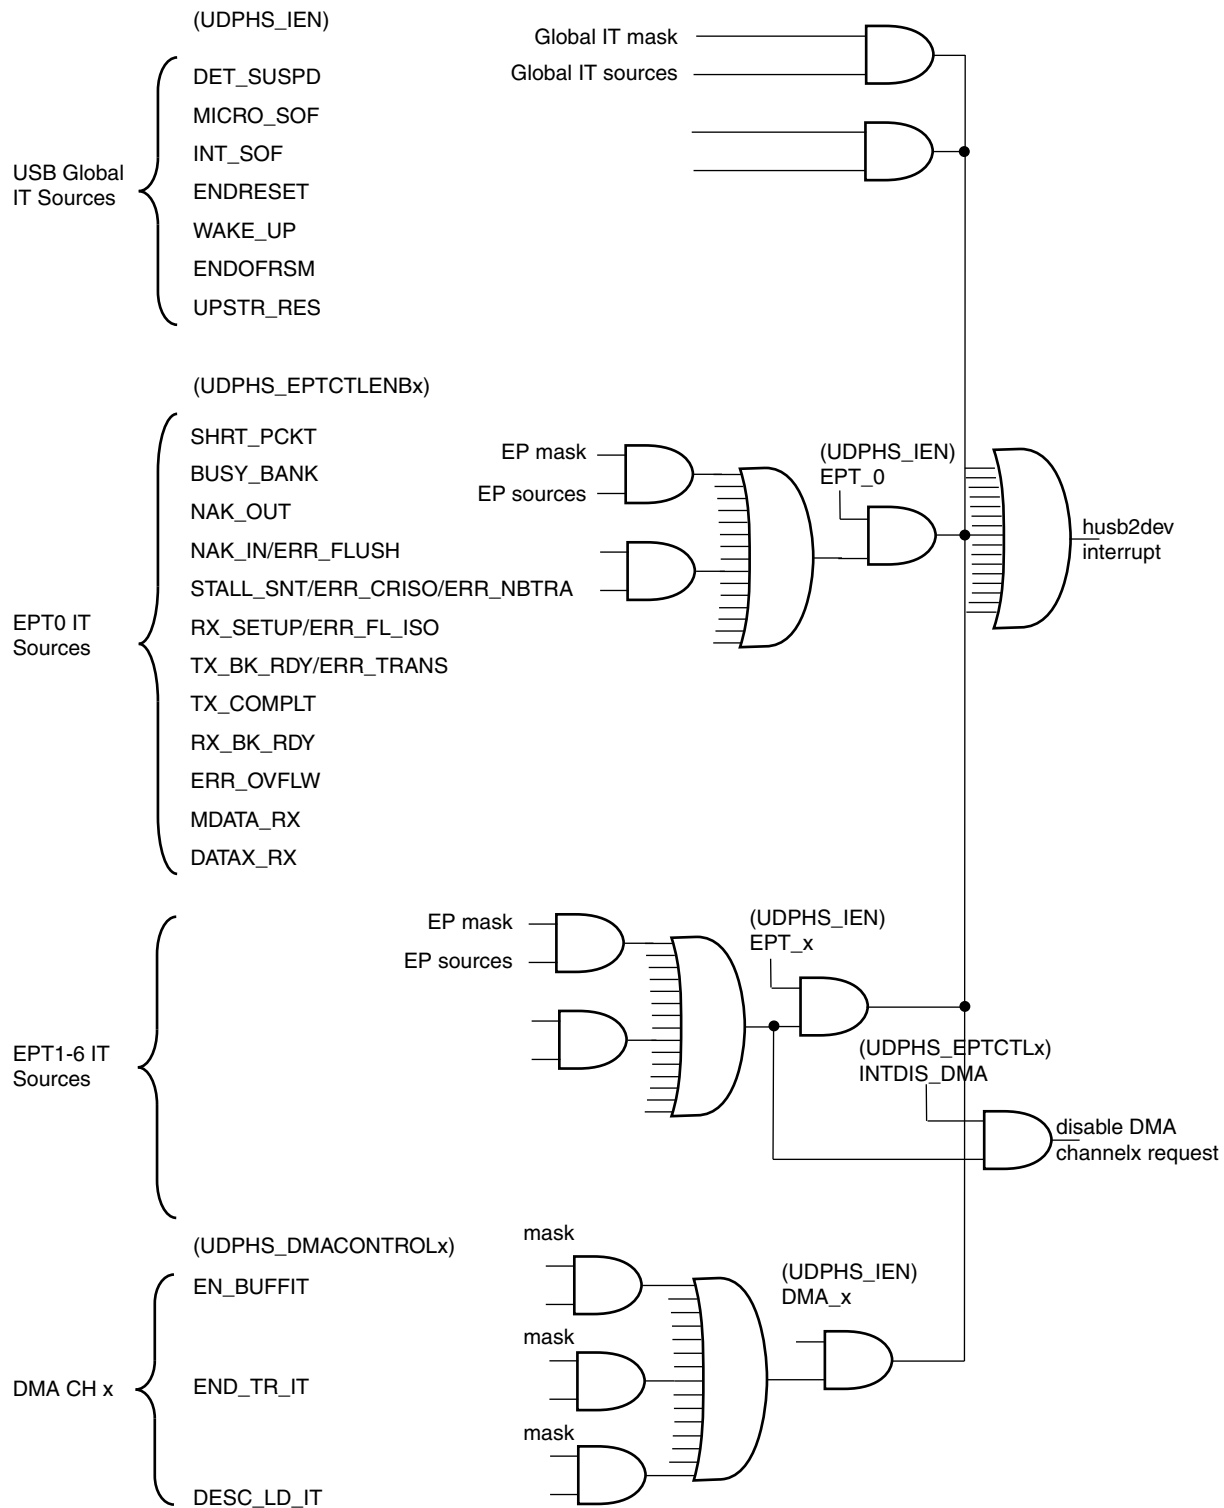 (UDPHS_IEN)
Global IT mask
Global IT sources
DET_SUSPD
MICRO_SOF
INT_SOF
USB Global
IT Sources
ENDRESET
WAKE_UP
ENDOFRSM
UPSTR_RES
(UDPHS_EPTCTLENBx)
SHRT_PCKT
BUSY_BANK
NAK_OUT
NAK_IN/ERR_FLUSH
STALL_SNT/ERR_CRISO/ERR_NBTRA
EPT0 IT
Sources
RX_SETUP/ERR_FL_ISO
TX_BK_RDY/ERR_TRANS
TX_COMPLT
RX_BK_RDY
ERR_OVFLW
MDATA_RX
DATAX_RX
EP mask
EP sources
(UDPHS_IEN)
EPT_0
husb2dev
interrupt
EPT1-6 IT
Sources
EP mask
EP sources
(UDPHS_IEN)
EPT_x
(UDPHS_EPTCTLx)
INTDIS_DMA
disable DMA
channelx request
(UDPHS_DMACONTROLx)
EN_BUFFIT
DMA CH x
END_TR_IT
DESC_LD_IT
mask
mask
mask
(UDPHS_IEN)
DMA_x